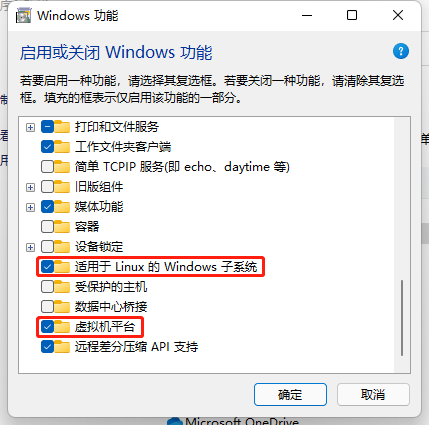 Windows 功能
启用或关闭 Windows 功能
若要启用一种功能，请选择其复选框。若要关闭一种功能，请清除其复选
框。填充的框表示仅启用该功能的一部分。
打印和文件服务
工作文件夹客户端
简单 TCPIP 服务(即 echo、daytime 等)
旧版组件
媒体功能
容器
设备锁定
适用于 Linux 的 Windows 子系统
受保护的主机
数据中心桥接
虚拟机平台
远程差分压缩 API 支持
确定
取消
Microsoft OneDrive